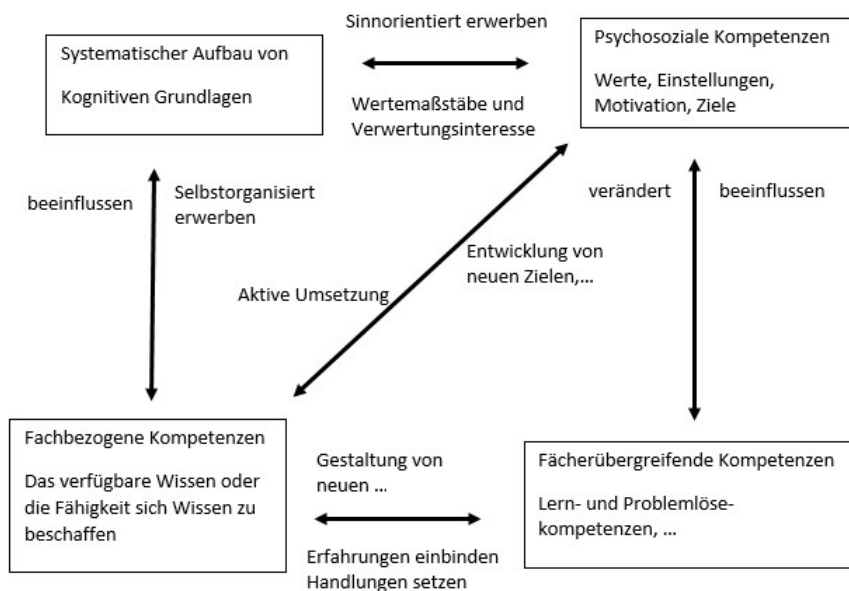 Systematischer Aufbau von
Kognitiven Grundlagen
Sinnorientiert erwerben
Wertemaßstäbe und
Verwertungsinteresse
Psychosoziale Kompetenzen
Werte, Einstellungen,
Motivation, Ziele
beeinflussen
Selbstorganisiert
erwerben
Aktive Umsetzung
Entwicklung von
neuen Zielen,...
verändert
beeinflussen
Fachbezogene Kompetenzen
Das verfügbare Wissen oder
die Fähigkeit sich Wissen zu
beschaffen
Gestaltung von
neuen ...
Erfahrungen einbinden
Handlungen setzen
Fächerübergreifende Kompetenzen
Lern- und Problemlöse-
kompetenzen, ...